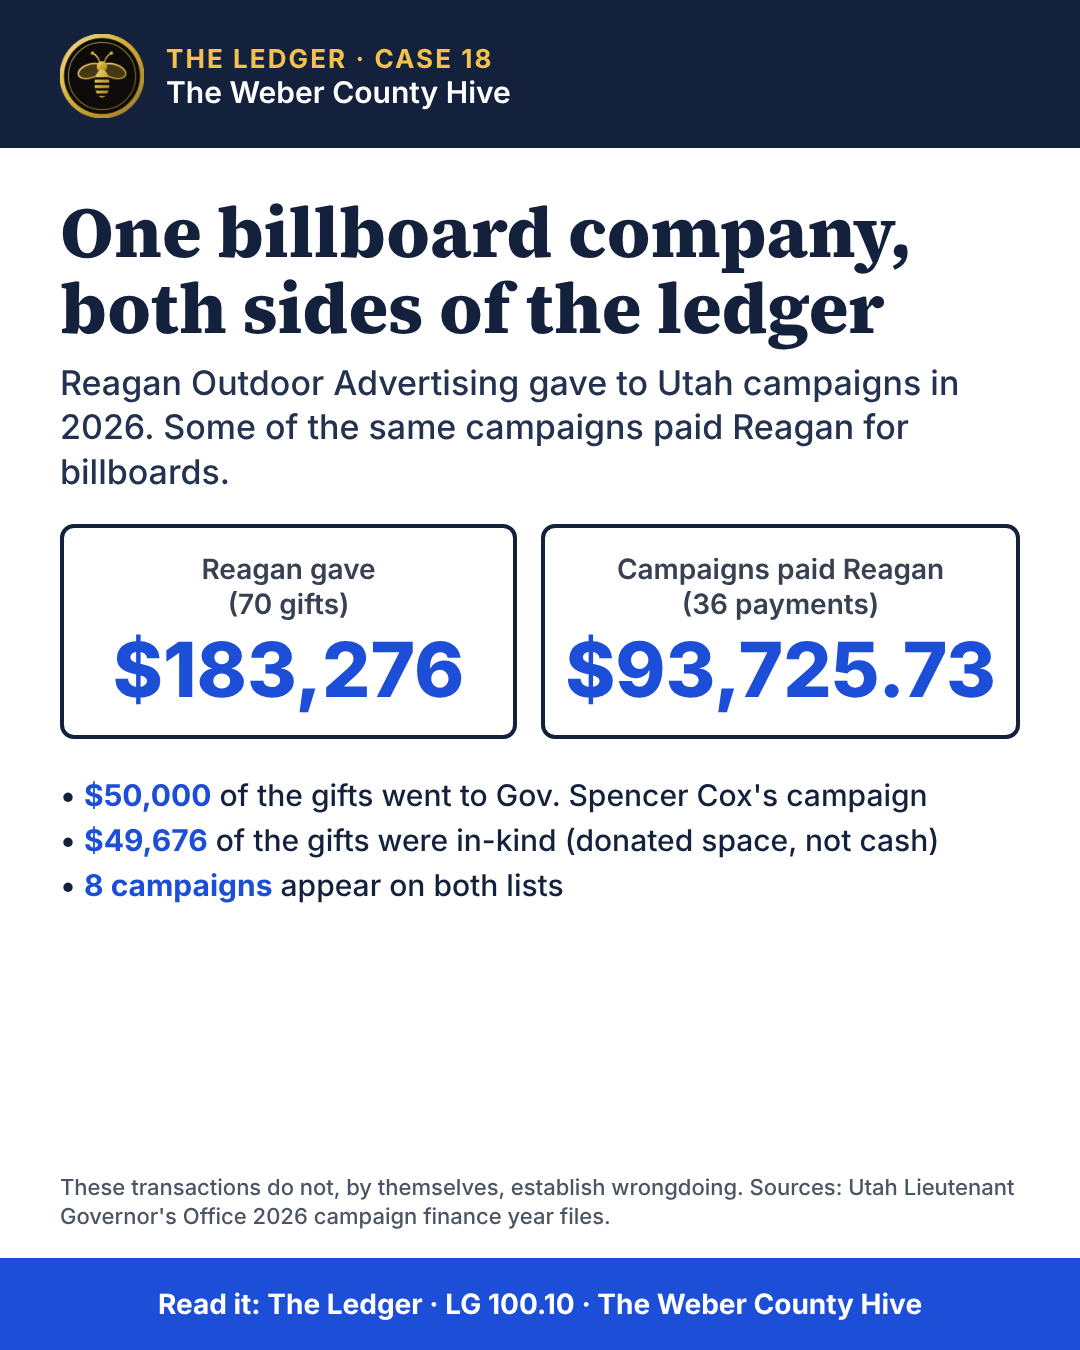 THE LEDGER · CASE 18
The Weber County Hive
One billboard company,
both sides of the ledger
Reagan Outdoor Advertising gave to Utah campaigns in
2026. Some of the same campaigns paid Reagan for
billboards.
Reagan gave
(70 gifts)
$183,276
Campaigns paid Reagan
(36 payments)
$93,725.73
• $50,000 of the gifts went to Gov. Spencer Cox's campaign
• $49,676 of the gifts were in-kind (donated space, not cash)
• 8 campaigns appear on both lists
These transactions do not, by themselves, establish wrongdoing. Sources: Utah Lieutenant
Governor's Office 2026 campaign finance year files.
Read it: The Ledger · LG 100.10 · The Weber County Hive